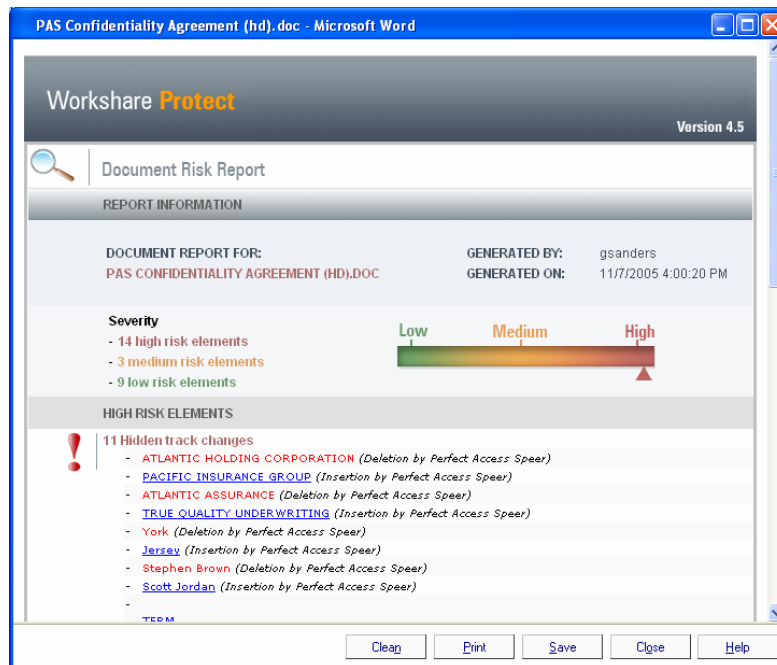 PAS Confidentiality Agreement (hd).doc - Microsoft Word
Workshare Protect
Version 4.5
Document Risk Report
REPORT INFORMATION
DOCUMENT REPORT FOR:
PAS CONFIDENTIALITY AGREEMENT (HD).DOC
GENERATED BY: gsanders
GENERATED ON: 11/7/2005 4:00:20 PM
Severity
- 14 high risk elements
- 3 medium risk elements
- 9 low risk elements
Low Medium High
HIGH RISK ELEMENTS
11 Hidden track changes
- ATLANTIC HOLDING CORPORATION (Deletion by Perfect Access Speer)
- PACIFIC INSURANCE GROUP (Insertion by Perfect Access Speer)
- ATLANTIC ASSURANCE (Deletion by Perfect Access Speer)
- TRUE QUALITY UNDERWRITING (Insertion by Perfect Access Speer)
- York (Deletion by Perfect Access Speer)
- Jersey (Insertion by Perfect Access Speer)
- Stephen Brown (Deletion by Perfect Access Speer)
- Scott Jordan (Insertion by Perfect Access Speer)
-
TERM
Clean Print Save Close Help